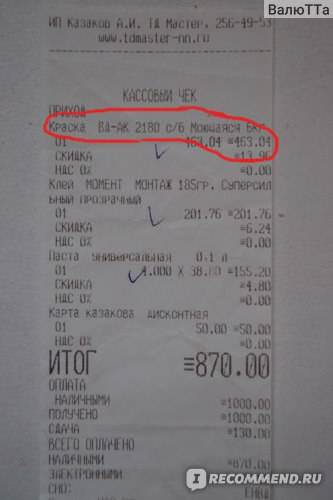 ВалюТТа
ИП Казаков А.И. ТД Мастер. 256-49-53
www.tdmaster-nn.ru
КАССОВЫЙ ЧЕК
ПРИХОД
Краска ВД-АК 2180 с/б Моющаяся 6кг
01 463.04 =463.04
СКИДКА =13.96
НДС 0% =0.00
Клей МОМЕНТ МОНТАЖ 185гр. Суперсил
ьный прозрачный
01 201.76 =201.76
СКИДКА =6.24
НДС 0% =0.00
Паста универсальная 0,1 л
01 4.000 X 38.80 =155.20
СКИДКА =4.80
НДС 0% =0.00
Карта казакова дисконт
01 50.00 =50.00
НДС 0% =0.00
ИТОГ ≡870.00
ОПЛАТА
НАЛИЧНЫМИ =1000.00
ПОЛУЧЕНО =1000.00
СДАЧА =130.00
ВСЕГО ОПЛАЧЕНО
НАЛИЧНЫМИ =870.00
ЭЛЕКТРОННЫМИ
IRECOMMEND.RU